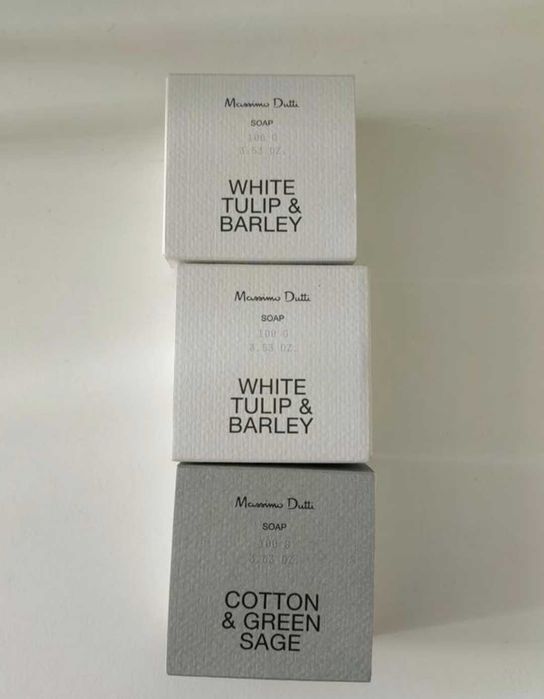 Massimo Dutti
SOAP
100 G
3.53 OZ.
WHITE
TULIP &
BARLEY
Massimo Dutti
SOAP
100 G
3.53 OZ.
WHITE
TULIP &
BARLEY
Massimo Dutti
SOAP
100 G
3.53 OZ.
COTTON
& GREEN
SAGE